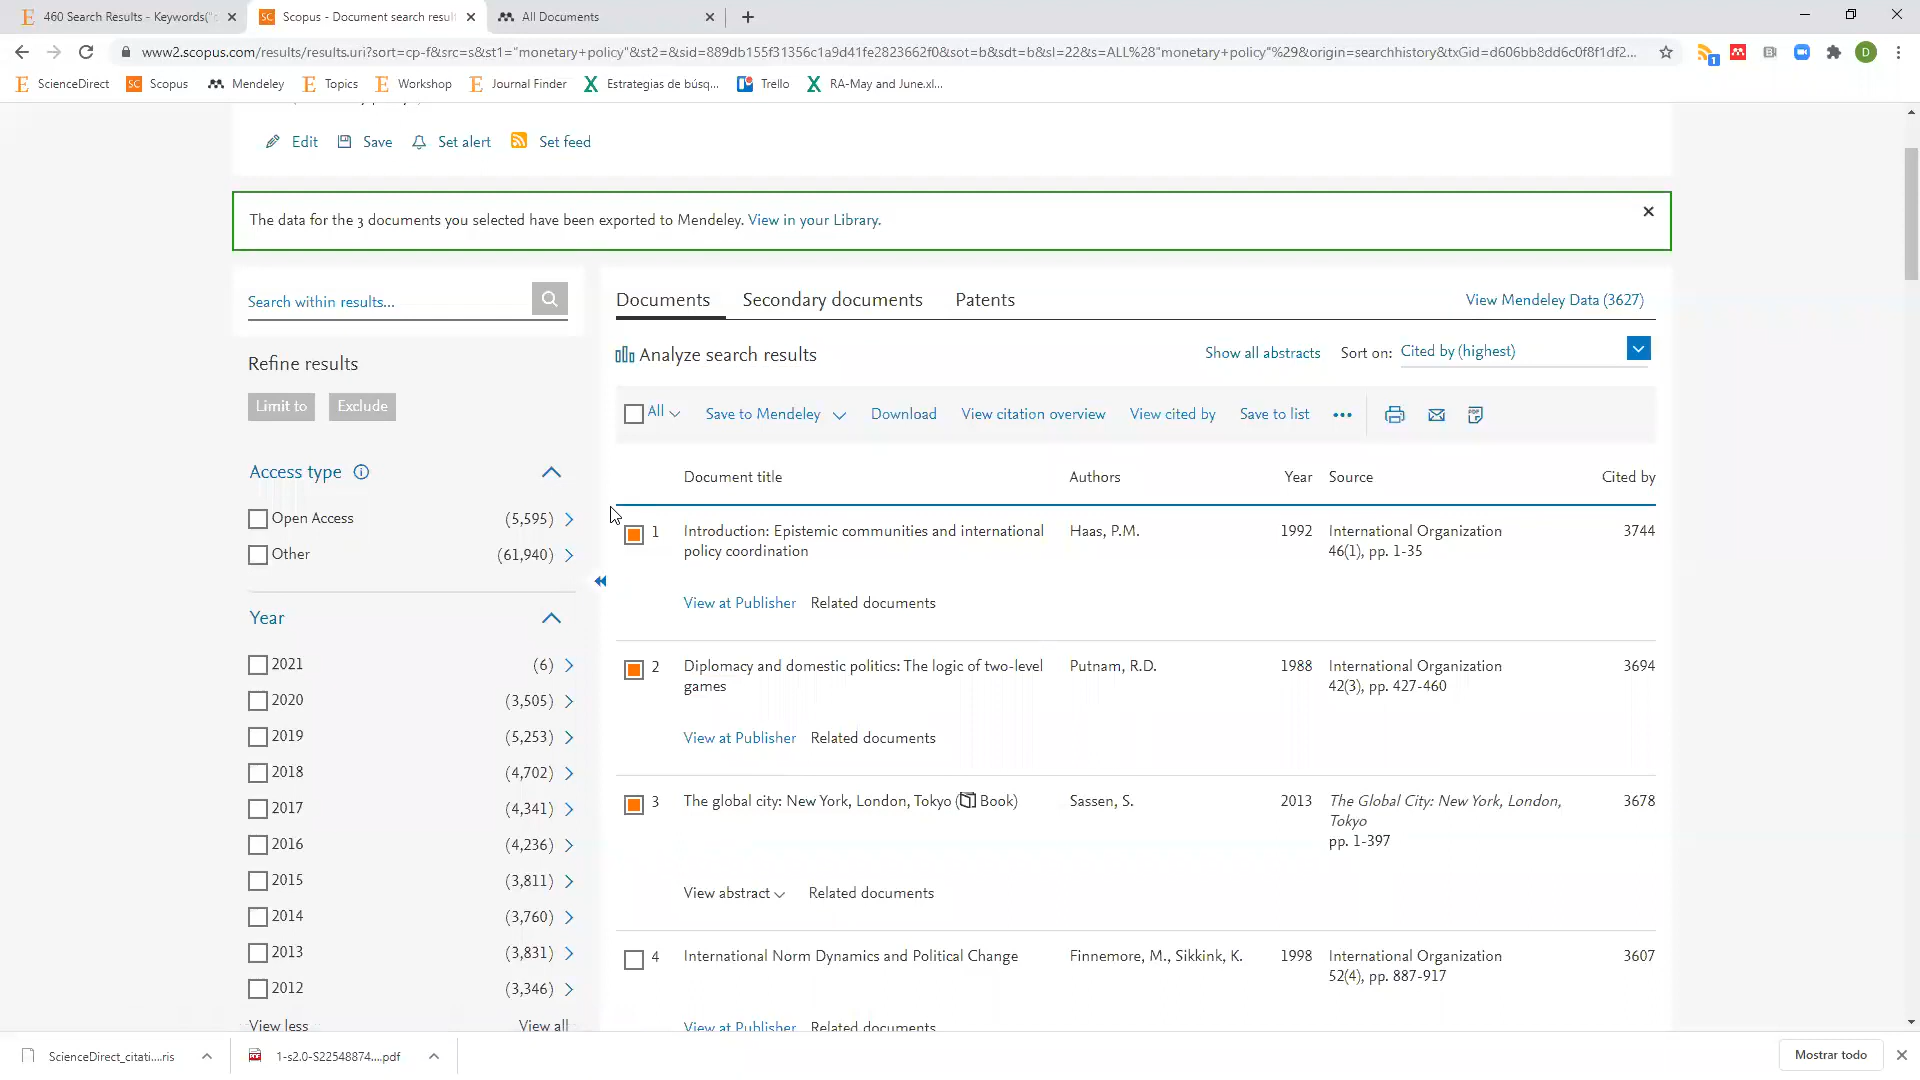 460 Search Results - Keywords("
Scopus - Document search resul
All Documents
www2.scopus.com/results/results.uri?sort=cp-f&src=s&st1="monetary+policy"&st2=&sid=889db155f31356c1a9d41fe2823662f0&sot=b&sdt=b&sl=22&s=ALL%28"monetary+policy"%29&origin=searchhistory&txGid=d606bb8dd6c0f8f1df2...
1
D
ScienceDirect
SC Scopus
Mendeley
Topics
Workshop
Journal Finder
Estrategias de búsq...
Trello
RA-May and June.xl...
Edit
Save
Set alert
Set feed
The data for the 3 documents you selected have been exported to Mendeley. View in your Library.
Search within results...
Documents
Secondary documents
Patents
View Mendeley Data (3627)
Refine results
Limit to
Exclude
Analyze search results
Show all abstracts
Sort on: Cited by (highest)
All
Save to Mendeley
Download
View citation overview
View cited by
Save to list
Access type
Open Access (5,595)
Other (61,940)
Year
2021 (6)
2020 (3,505)
2019 (5,253)
2018 (4,702)
2017 (4,341)
2016 (4,236)
2015 (3,811)
2014 (3,760)
2013 (3,831)
2012 (3,346)
View less View all
Document title Authors Year Source Cited by
1 Introduction: Epistemic communities and international Haas, P.M. 1992 International Organization 3744
policy coordination 46(1), pp. 1-35
View at Publisher Related documents
2 Diplomacy and domestic politics: The logic of two-level Putnam, R.D. 1988 International Organization 3694
games 42(3), pp. 427-460
View at Publisher Related documents
3 The global city: New York, London, Tokyo (Book) Sassen, S. 2013 The Global City: New York, London, 3678
Tokyo
pp. 1-397
View abstract Related documents
4 International Norm Dynamics and Political Change Finnemore, M., Sikkink, K. 1998 International Organization 3607
52(4), pp. 887-917
View at Publisher Related documents
ScienceDirect_citati....ris
1-s2.0-S22548874....pdf
Mostrar todo